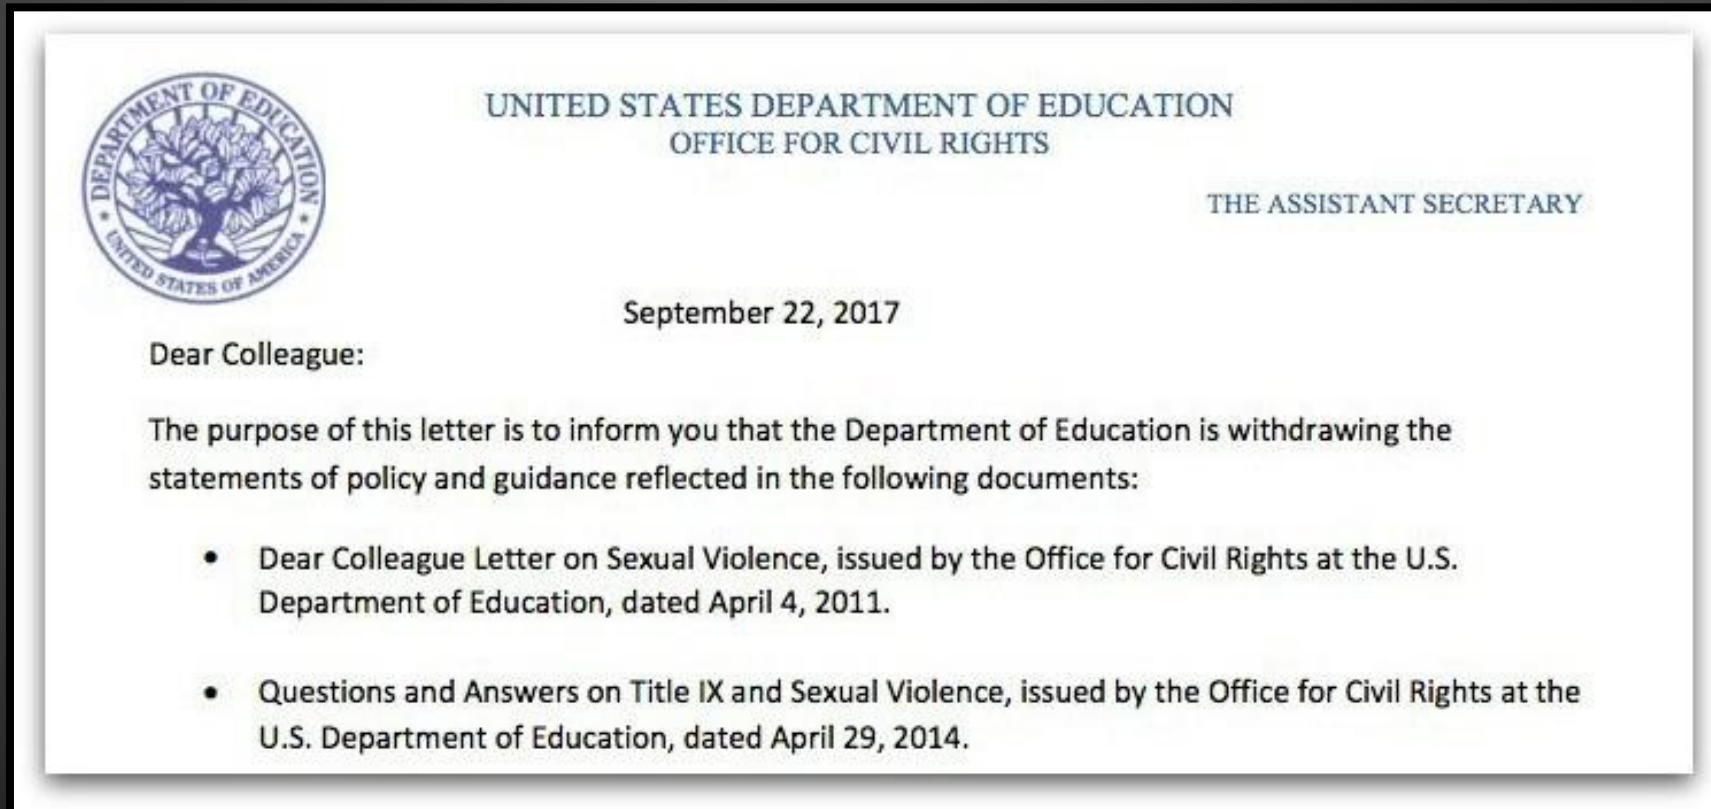 DEPARTMENT OF EDUCATION
UNITED STATES OF AMERICA
UNITED STATES DEPARTMENT OF EDUCATION
OFFICE FOR CIVIL RIGHTS
THE ASSISTANT SECRETARY
September 22, 2017
Dear Colleague:
The purpose of this letter is to inform you that the Department of Education is withdrawing the
statements of policy and guidance reflected in the following documents:
• Dear Colleague Letter on Sexual Violence, issued by the Office for Civil Rights at the U.S.
Department of Education, dated April 4, 2011.
• Questions and Answers on Title IX and Sexual Violence, issued by the Office for Civil Rights at the
U.S. Department of Education, dated April 29, 2014.